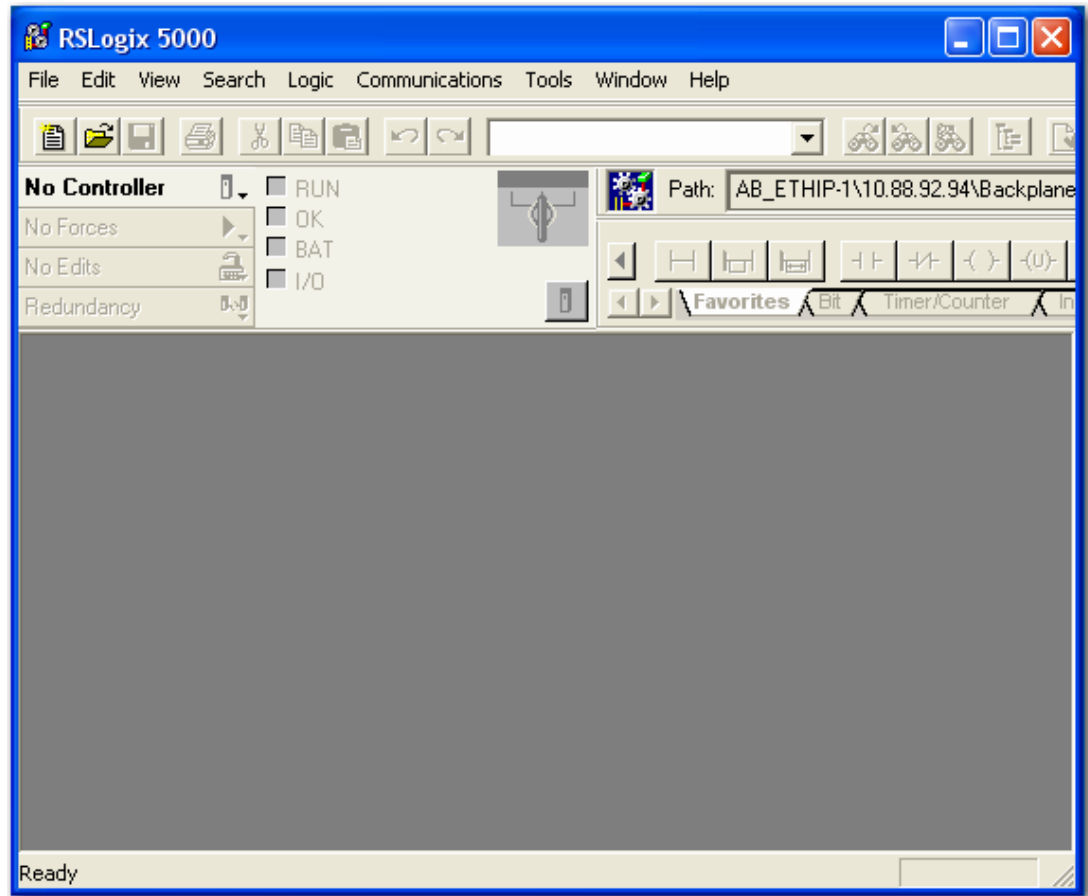 RSLogix 5000
File Edit View Search Logic Communications Tools Window Help
No Controller
No Forces
No Edits
Redundancy
RUN
OK
BAT
I/O
Path: AB_ETHIP-1\10.88.92.94\Backplane
-(U)-
Favorites Bit Timer/Counter In
Ready